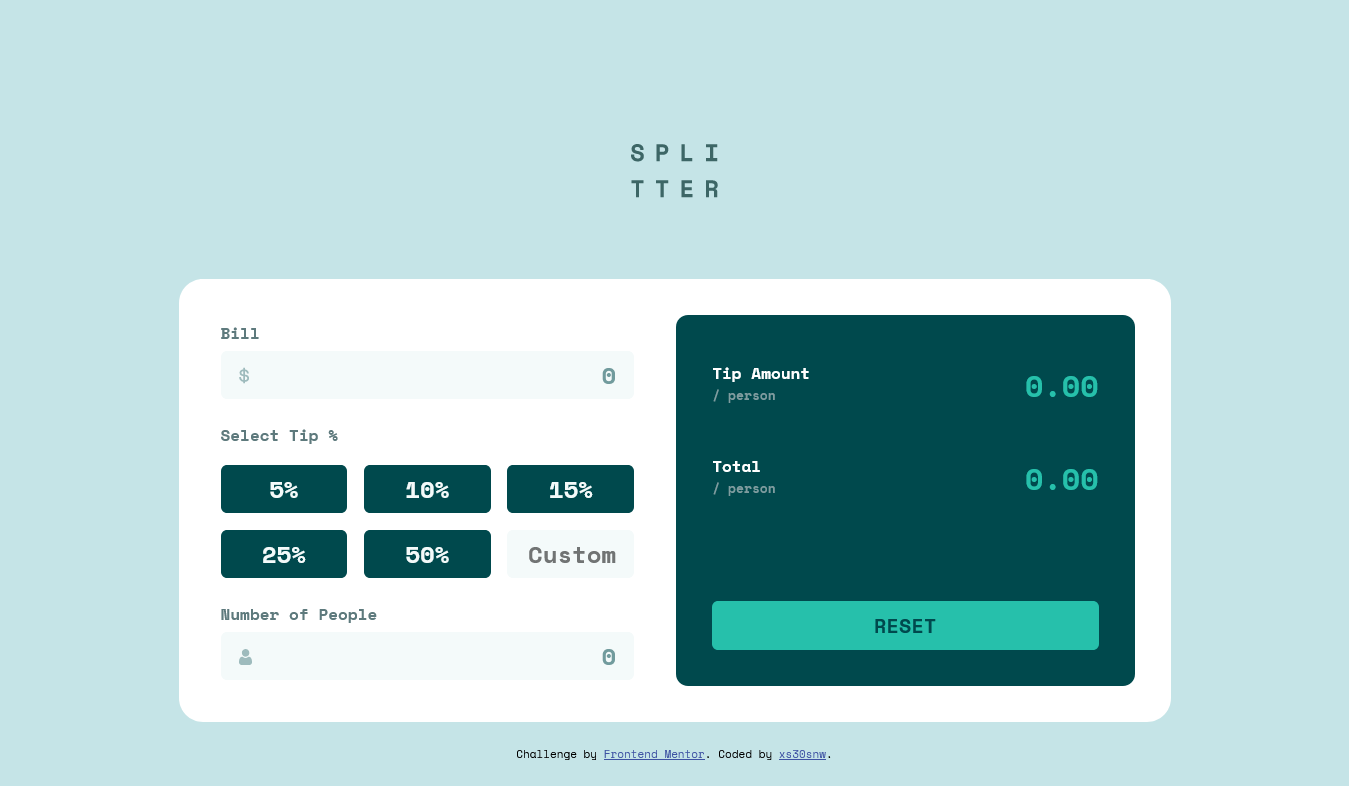 SPLI
TTER
Bill
$ 0
Select Tip %
5% 10% 15%
25% 50% Custom
Number of People
0
Tip Amount
/ person
0.00
Total
/ person
0.00
RESET
Challenge by Frontend Mentor. Coded by xs30snw.